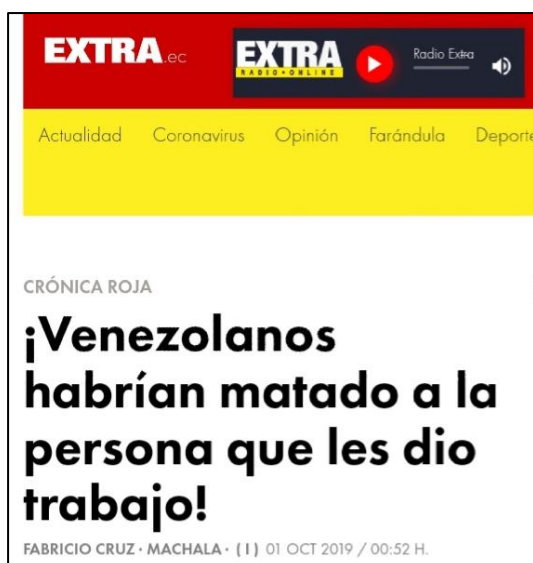 EXTRA.ec
EXTRA
RADIO•ONLINE
Radio Extra
Actualidad Coronavirus Opinión Farándula Deporte
CRÓNICA ROJA
¡Venezolanos
habrían matado a la
persona que les dio
trabajo!
FABRICIO CRUZ · MACHALA · ( I ) 01 OCT 2019 / 00:52 H.